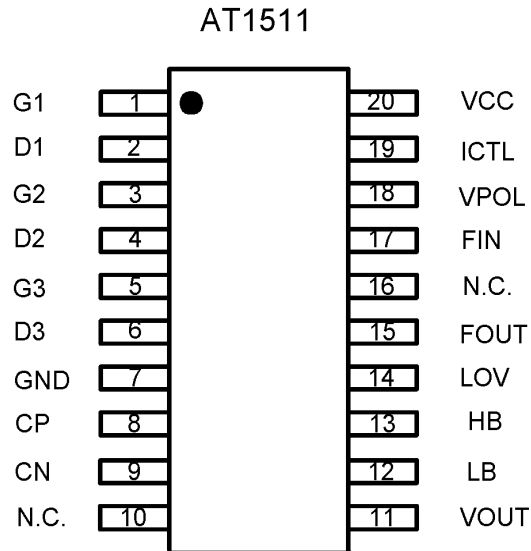 AT1511
G1 1 20 VCC
D1 2 19 ICTL
G2 3 18 VPOL
D2 4 17 FIN
G3 5 16 N.C.
D3 6 15 FOUT
GND 7 14 LOV
CP 8 13 HB
CN 9 12 LB
N.C. 10 11 VOUT